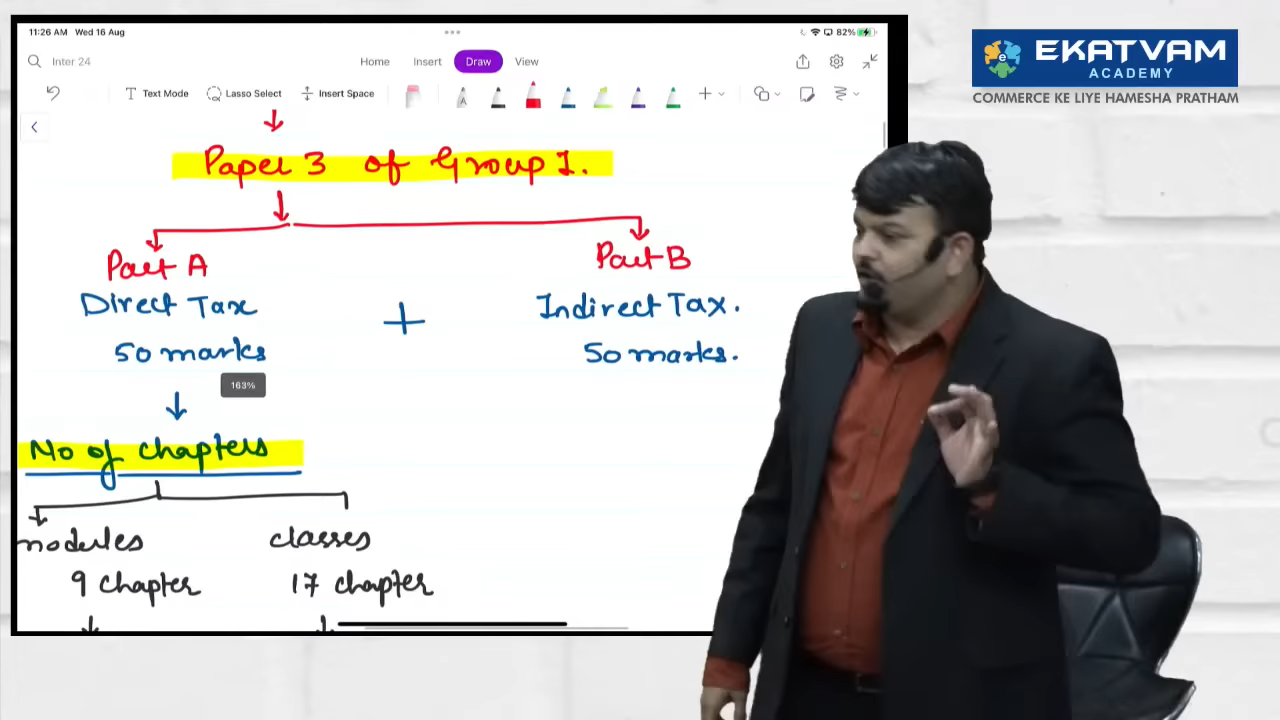 11:26 AM Wed 16 Aug
82%
Inter 24
Home Insert Draw View
Text Mode Lasso Select Insert Space
Paper 3 of Group I.
Part A Part B
Direct Tax + Indirect Tax.
50 marks 50 marks.
163%
No of chapters
modules classes
9 chapter 17 chapter
EKATVAM
ACADEMY
COMMERCE KE LIYE HAMESHA PRATHAM